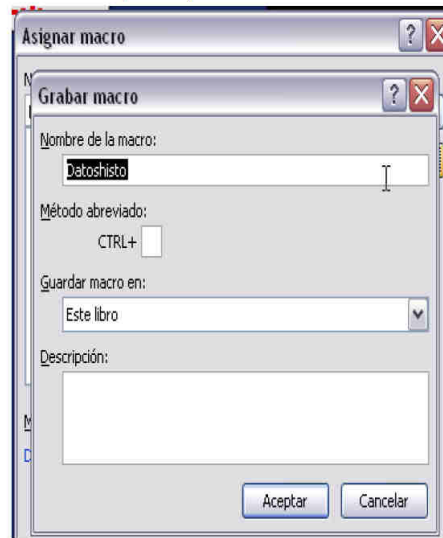 Asignar macro
Grabar macro
Nombre de la macro:
Datoshisto
Método abreviado:
CTRL+
Guardar macro en:
Este libro
Descripción:
Aceptar
Cancelar